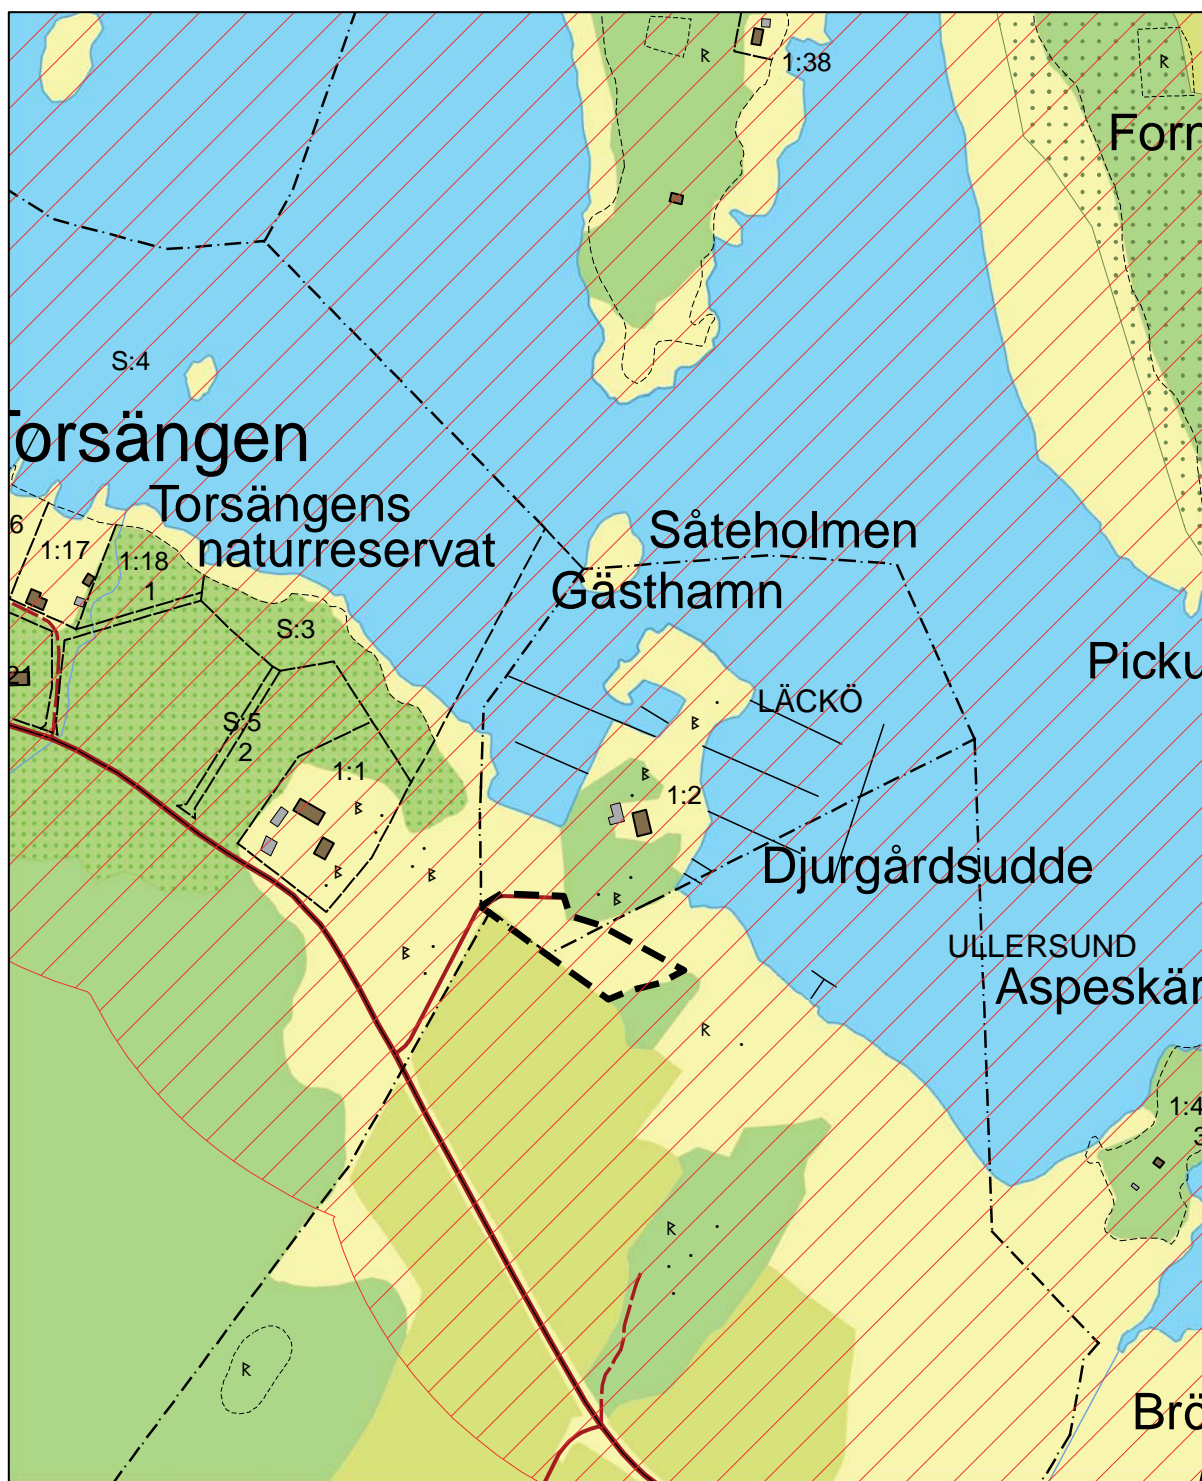 1:38
Forn
S:4
Torsängen
Torsängens
naturreservat
Såteholmen
Gästhamn
6
1:17
1:18
1
S:3
21
S:5
2
Picku
LÄCKÖ
1:1
1:2
Djurgårdsudde
ULLERSUND
Aspeskär
1:4
3
Brö